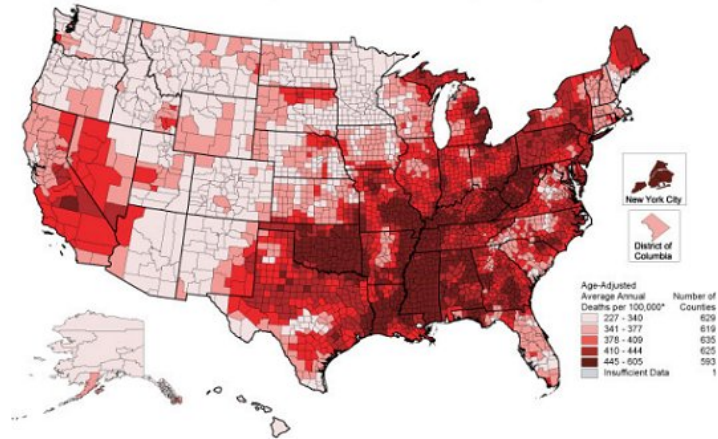 New York City
District of
Columbia
Age-Adjusted
Average Annual Number of
Deaths per 100,000* Counties
227 - 340 629
341 - 377 619
378 - 409 635
410 - 444 625
445 - 605 593
Insufficient Data 1